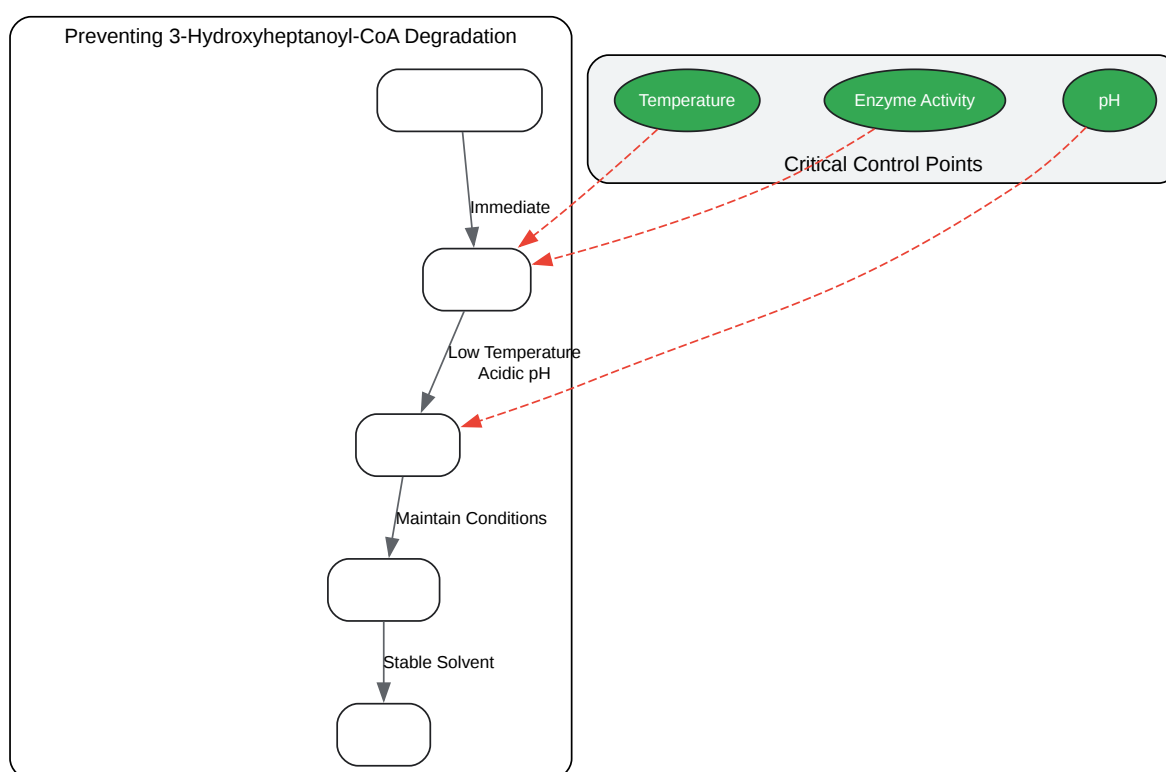 Preventing 3-Hydroxyheptanoyl-CoA Degradation
Temperature
Enzyme Activity
pH
Critical Control Points
Immediate
Low Temperature
Acidic pH
Maintain Conditions
Stable Solvent